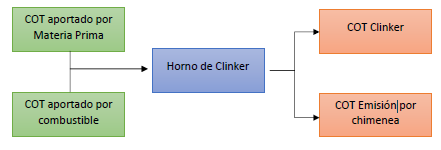 COT aportado por
Materia Prima
COT aportado por
combustible
Horno de Clinker
COT Clinker
COT Emisión por
chimenea